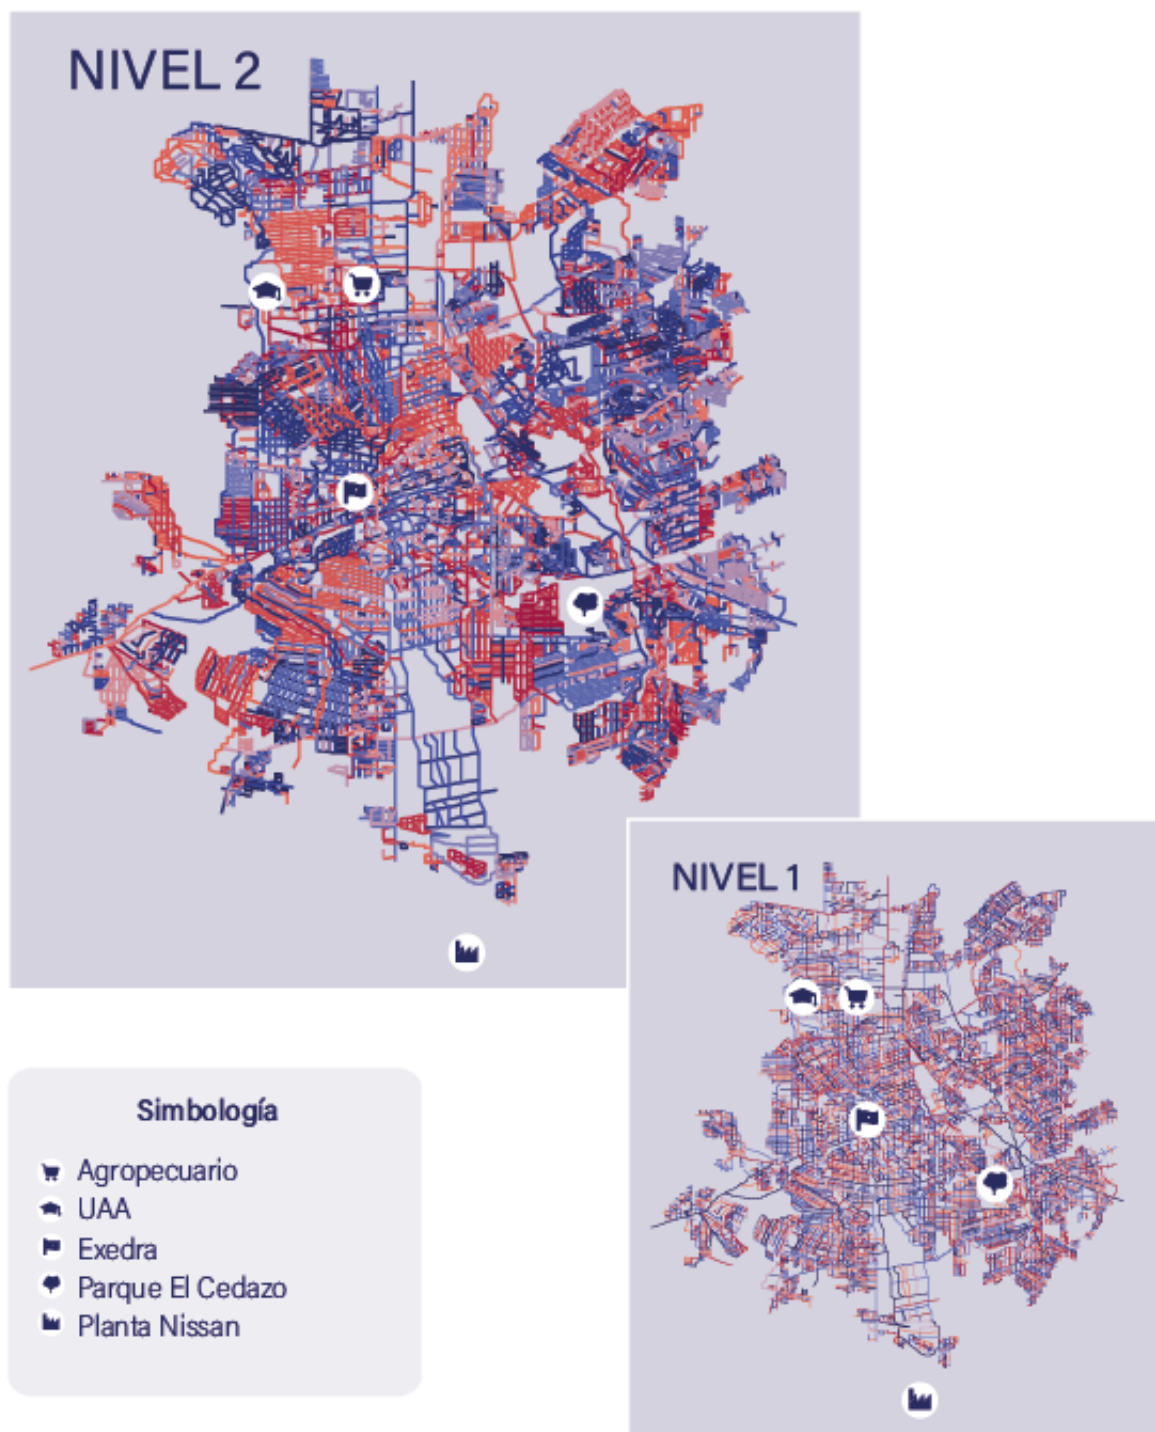 NIVEL 2
NIVEL 1
Simbología
Agropecuario
UAA
Exedra
Parque El Cedazo
Planta Nissan